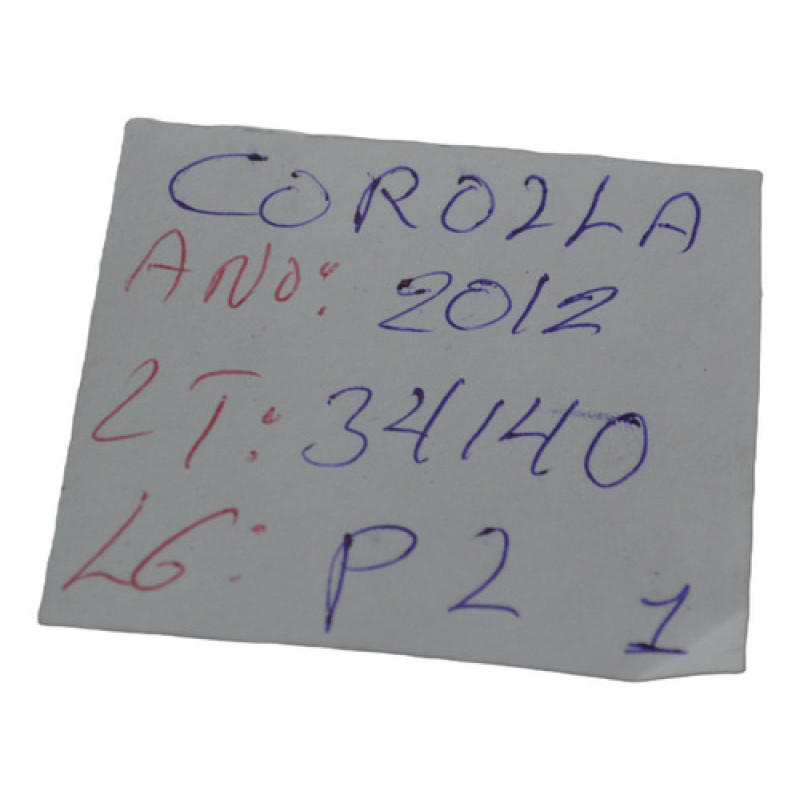 COROLLA
ANO: 2012
LT: 34140
LG: P2 1